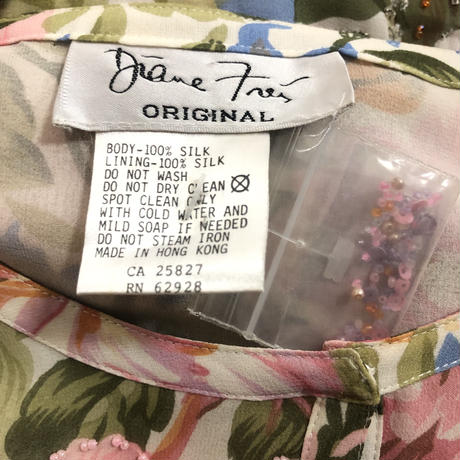 Diane Freis
ORIGINAL
BODY-100% SILK
LINING-100% SILK
DO NOT WASH
DO NOT DRY CLEAN
SPOT CLEAN ONLY
WITH COLD WATER AND
MILD SOAP IF NEEDED
DO NOT STEAM IRON
MADE IN HONG KONG
CA 25827
RN 62928